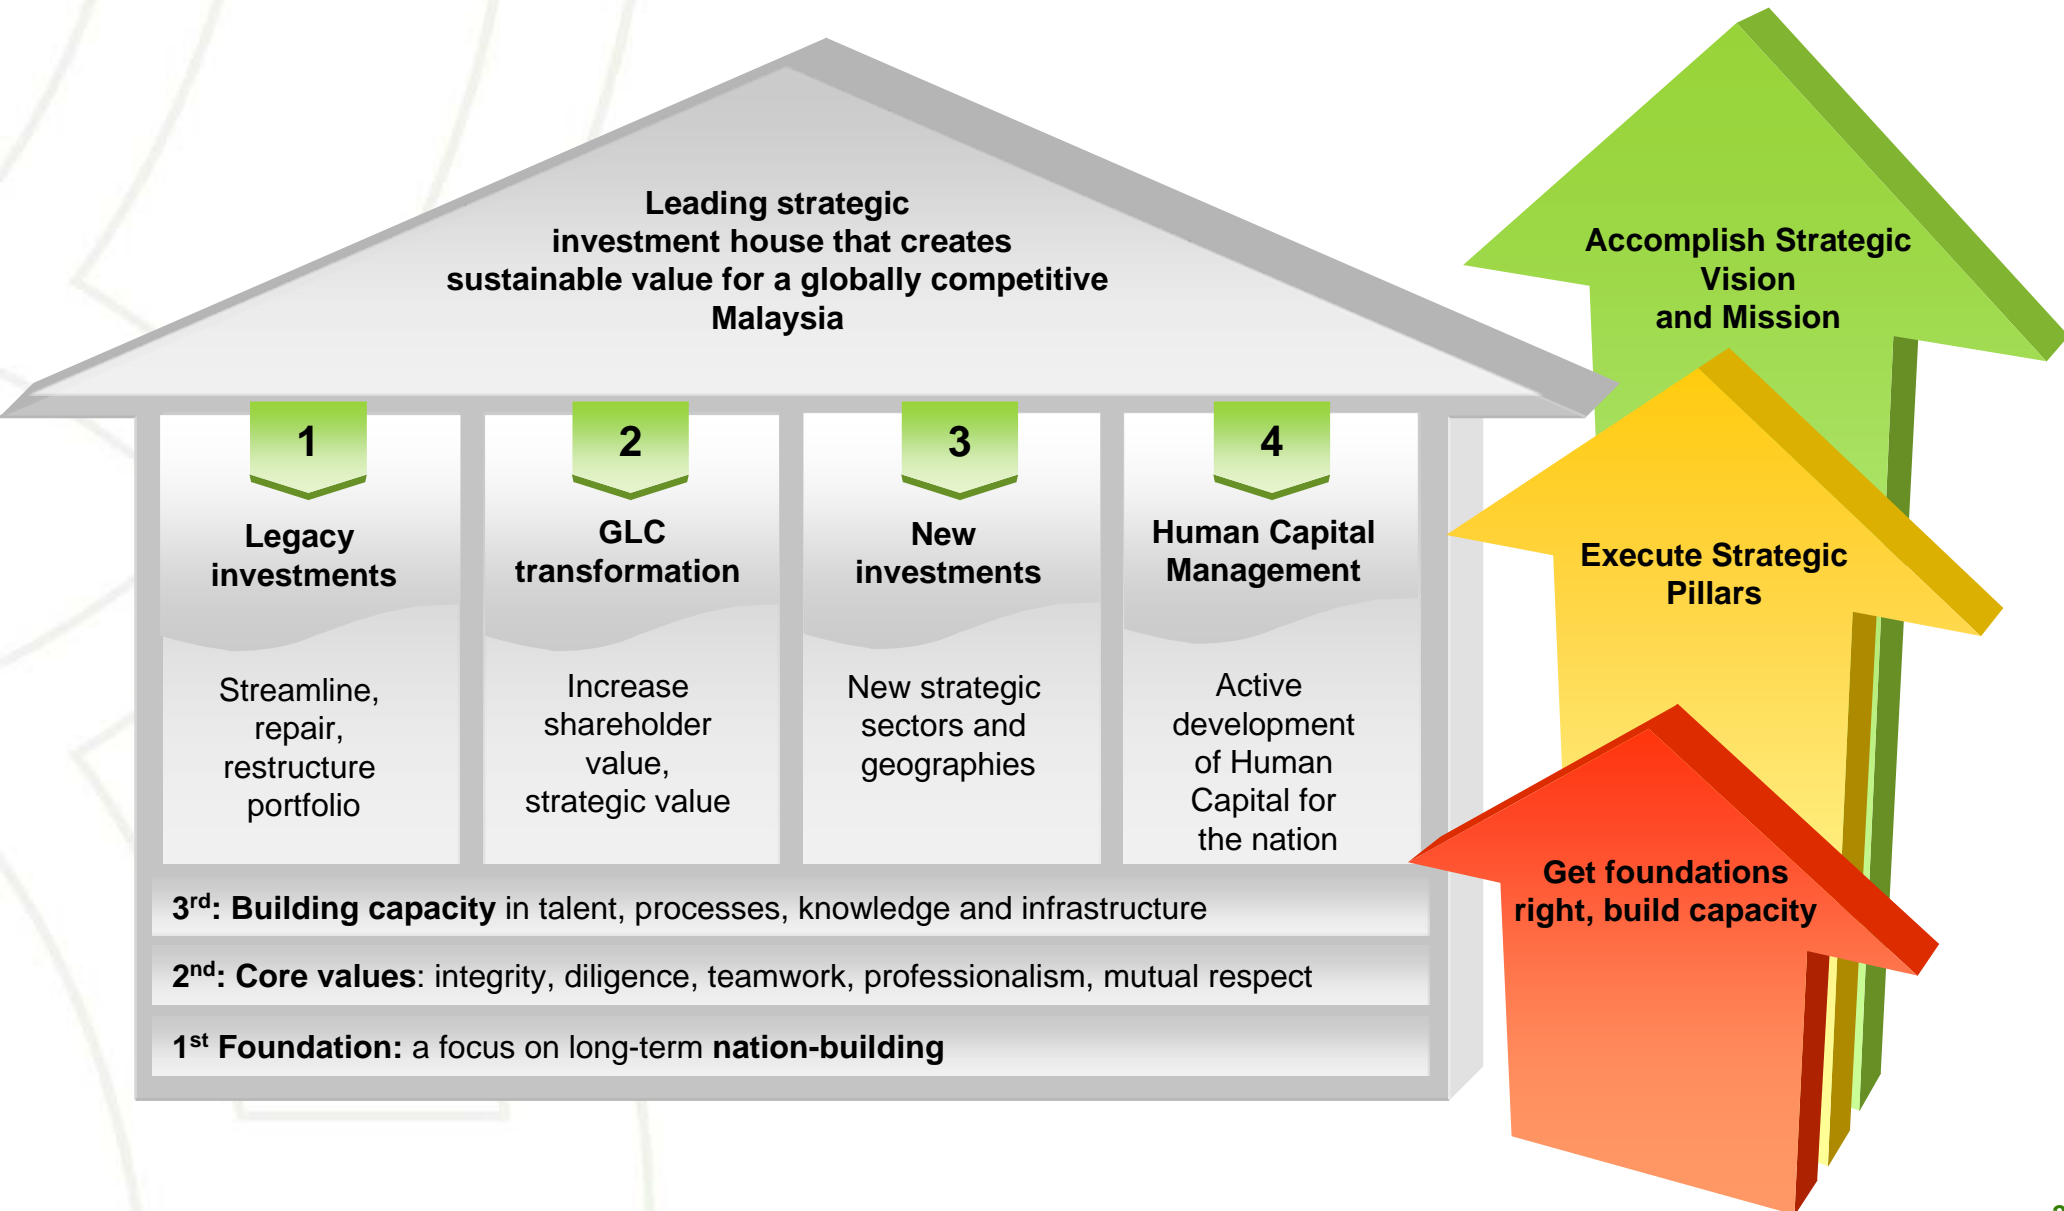 Leading strategic
investment house that creates
sustainable value for a globally competitive
Malaysia
1
Legacy
investments
Streamline,
repair,
restructure
portfolio
2
GLC
transformation
Increase
shareholder
value,
strategic value
3
New
investments
New strategic
sectors and
geographies
4
Human Capital
Management
Active
development
of Human
Capital for
the nation
3rd: Building capacity in talent, processes, knowledge and infrastructure
2nd: Core values: integrity, diligence, teamwork, professionalism, mutual respect
1st Foundation: a focus on long-term nation-building
Accomplish Strategic
Vision
and Mission
Execute Strategic
Pillars
Get foundations
right, build capacity